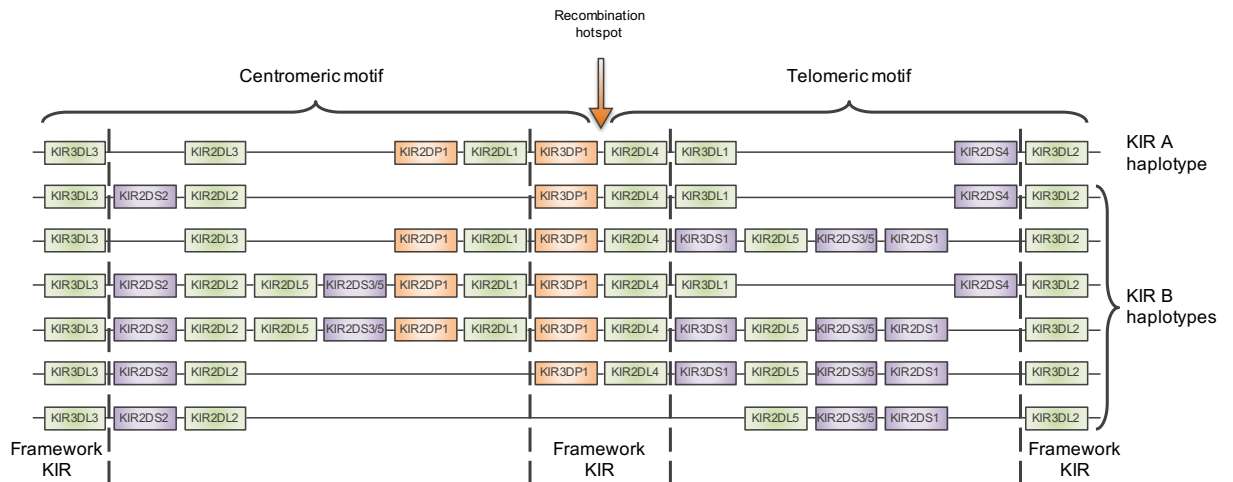 Recombination
hotspot
Centromeric motif
Telomeric motif
KIR3DL3 KIR2DL3 KIR2DP1 KIR2DL1 KIR3DP1 KIR2DL4 KIR3DL1 KIR2DS4 KIR3DL2
KIR A
haplotype
KIR3DL3 KIR2DS2 KIR2DL2 KIR3DP1 KIR2DL4 KIR3DL1 KIR2DS4 KIR3DL2
KIR3DL3 KIR2DL3 KIR2DP1 KIR2DL1 KIR3DP1 KIR2DL4 KIR3DS1 KIR2DL5 KIR2DS3/5 KIR2DS1 KIR3DL2
KIR3DL3 KIR2DS2 KIR2DL2 KIR2DL5 KIR2DS3/5 KIR2DP1 KIR2DL1 KIR3DP1 KIR2DL4 KIR3DL1 KIR2DS4 KIR3DL2
KIR B
haplotypes
KIR3DL3 KIR2DS2 KIR2DL2 KIR2DL5 KIR2DS3/5 KIR2DP1 KIR2DL1 KIR3DP1 KIR2DL4 KIR3DS1 KIR2DL5 KIR2DS3/5 KIR2DS1 KIR3DL2
KIR3DL3 KIR2DS2 KIR2DL2 KIR3DP1 KIR2DL4 KIR3DS1 KIR2DL5 KIR2DS3/5 KIR2DS1 KIR3DL2
KIR3DL3 KIR2DS2 KIR2DL2 KIR2DL5 KIR2DS3/5 KIR2DS1 KIR3DL2
Framework
KIR
Framework
KIR
Framework
KIR